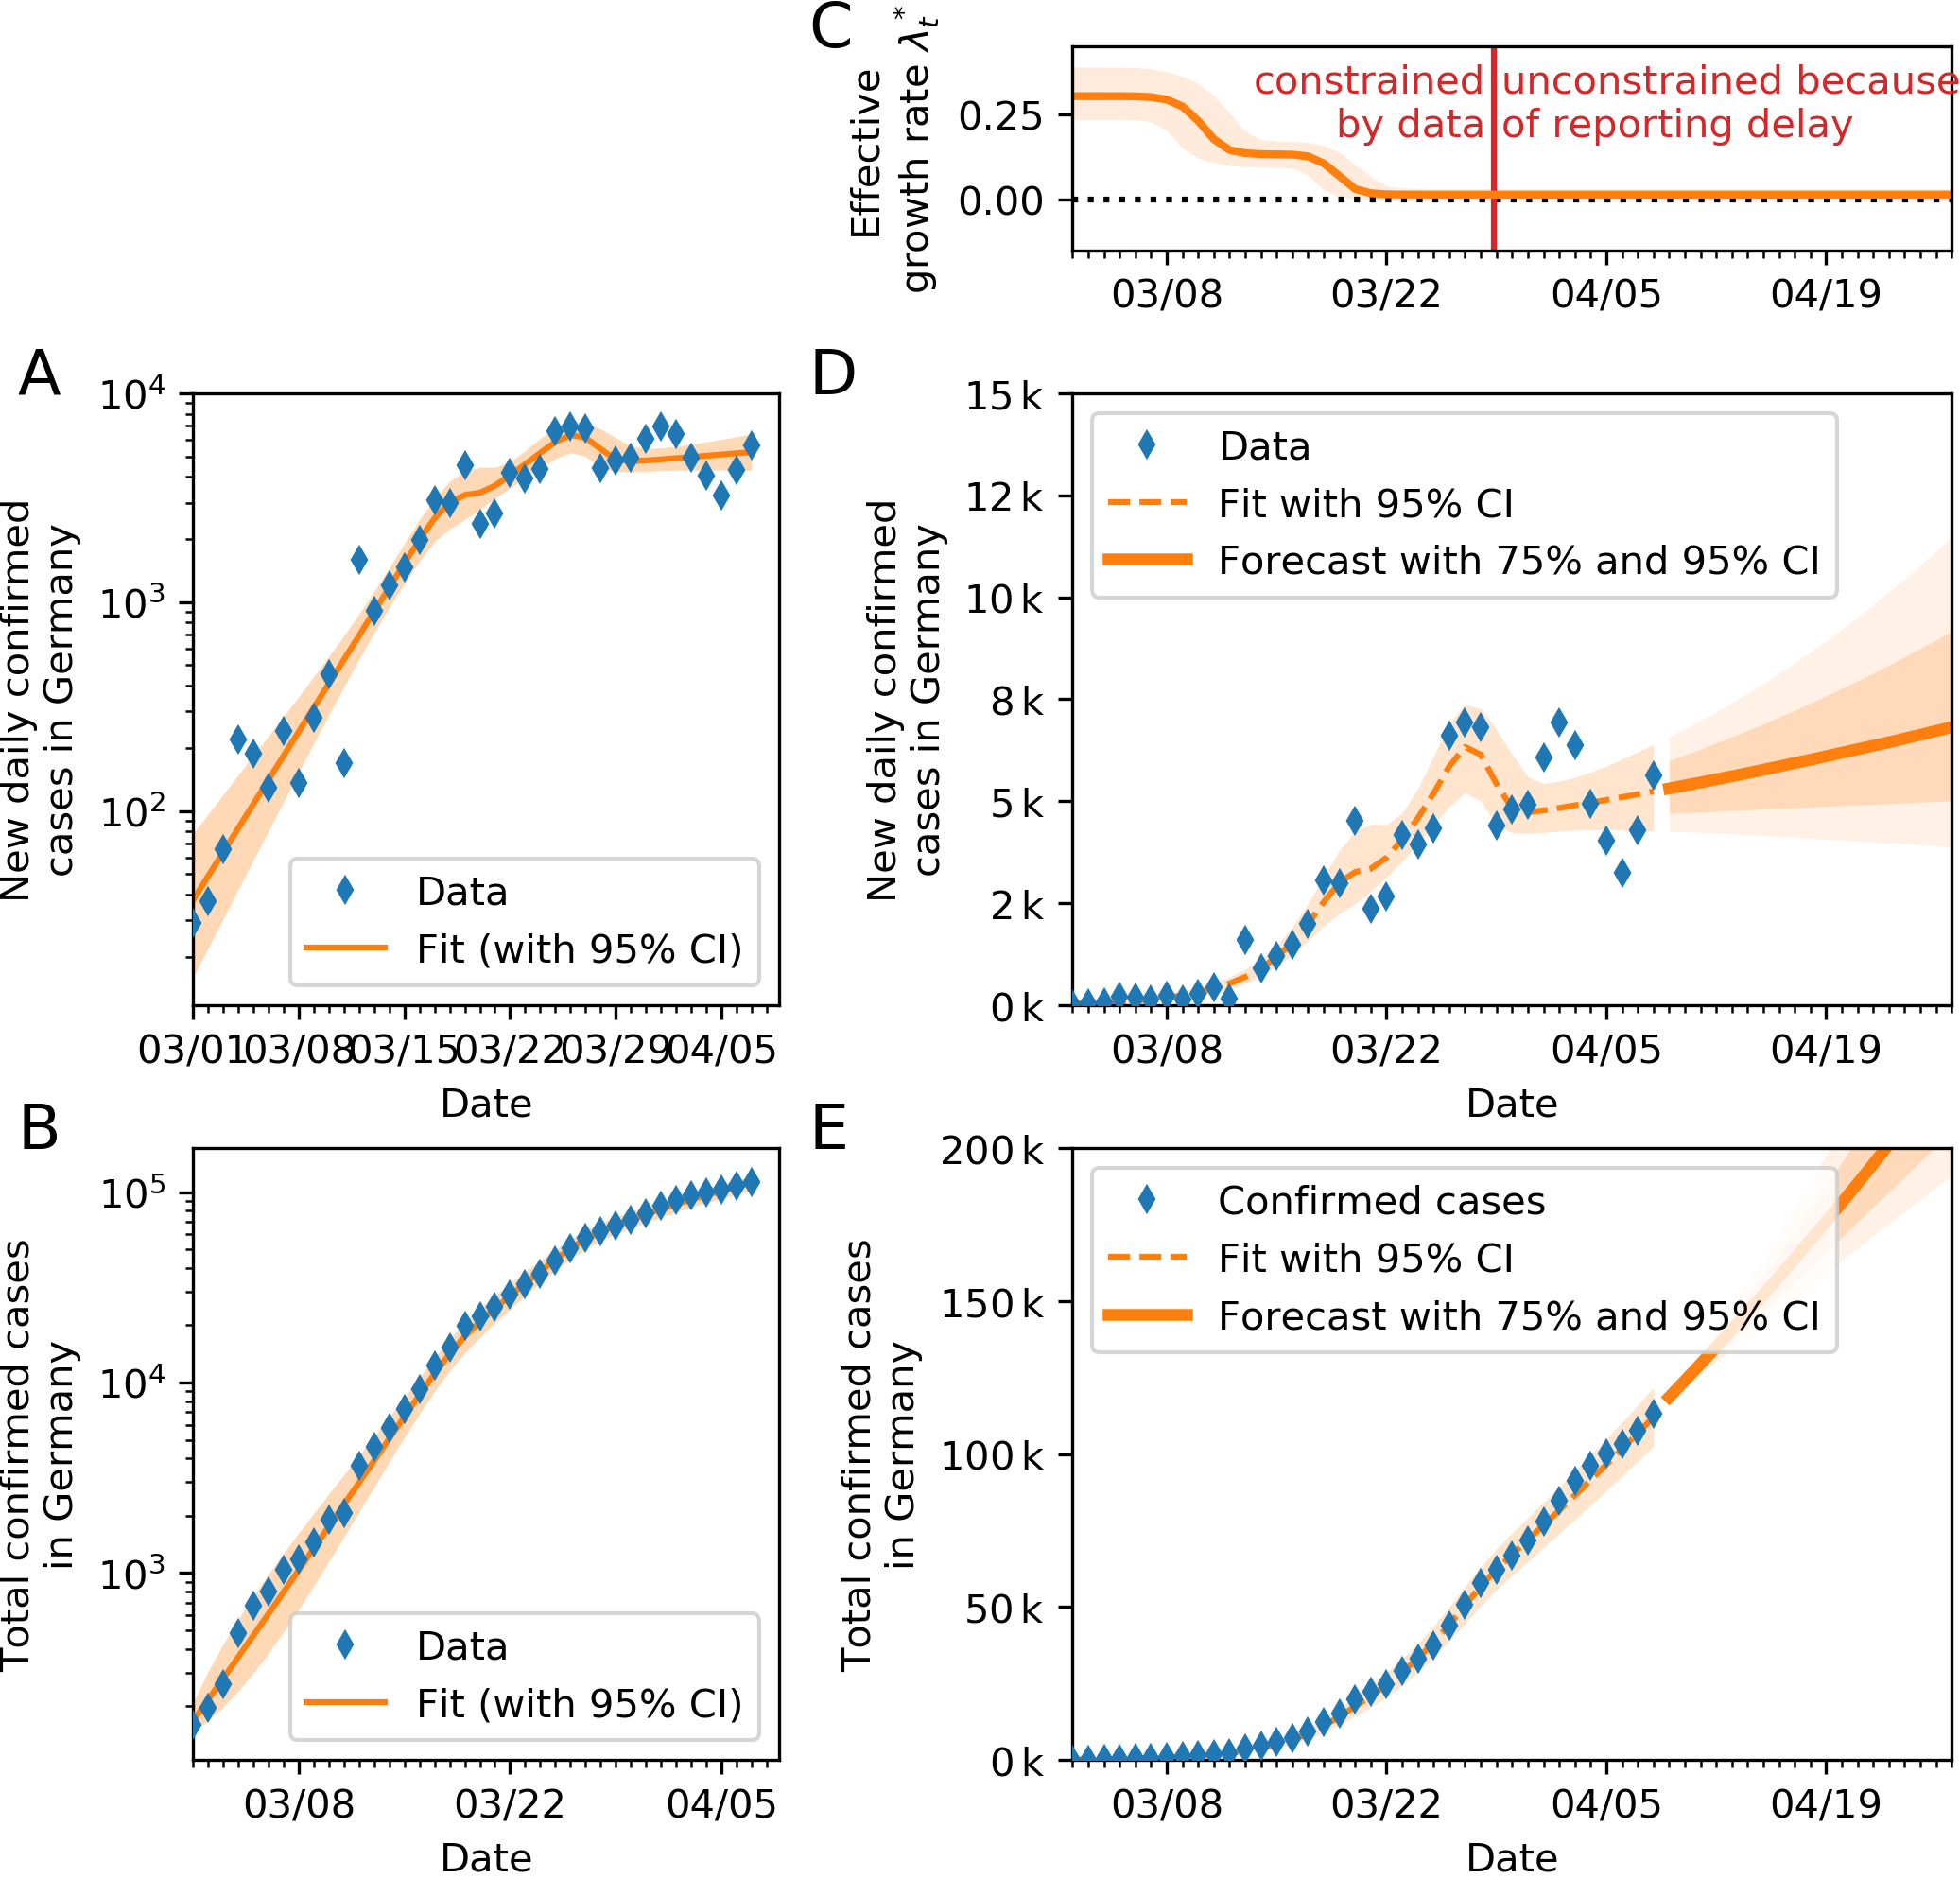 C
Effective
growth rate λ*t
0.25
0.00
constrained
by data
unconstrained because
of reporting delay
03/08 03/22 04/05 04/19
A
New daily confirmed
cases in Germany
10^4
10^3
10^2
Data
Fit (with 95% CI)
03/01 03/08 03/15 03/22 03/29 04/05
Date
D
New daily confirmed
cases in Germany
15 k
12 k
10 k
8 k
5 k
2 k
0 k
Data
Fit with 95% CI
Forecast with 75% and 95% CI
03/08 03/22 04/05 04/19
Date
B
Total confirmed cases
in Germany
10^5
10^4
10^3
Data
Fit (with 95% CI)
03/08 03/22 04/05
Date
E
Total confirmed cases
in Germany
200 k
150 k
100 k
50 k
0 k
Confirmed cases
Fit with 95% CI
Forecast with 75% and 95% CI
03/08 03/22 04/05 04/19
Date